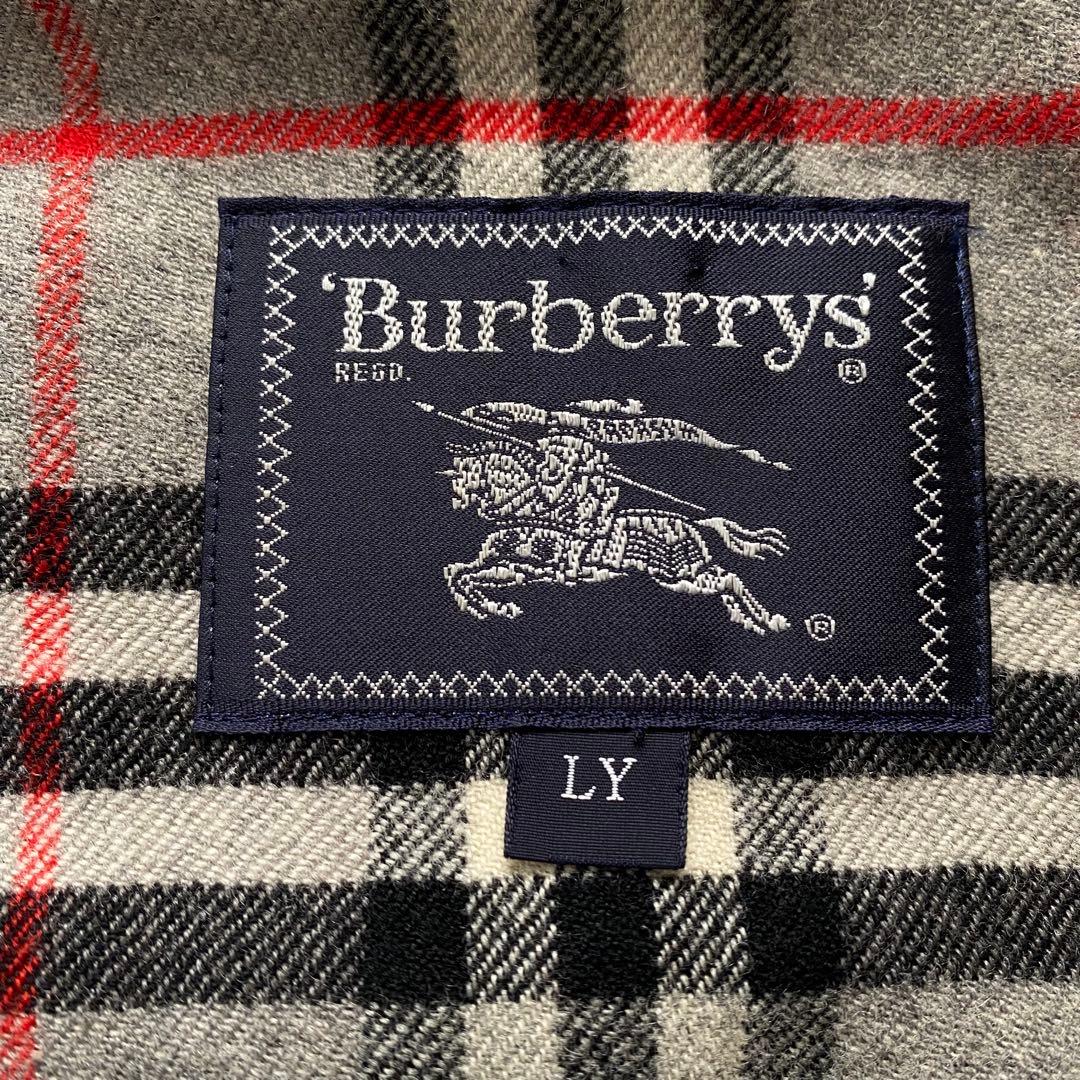 'Burberrys'
REGD. ®
®
LY